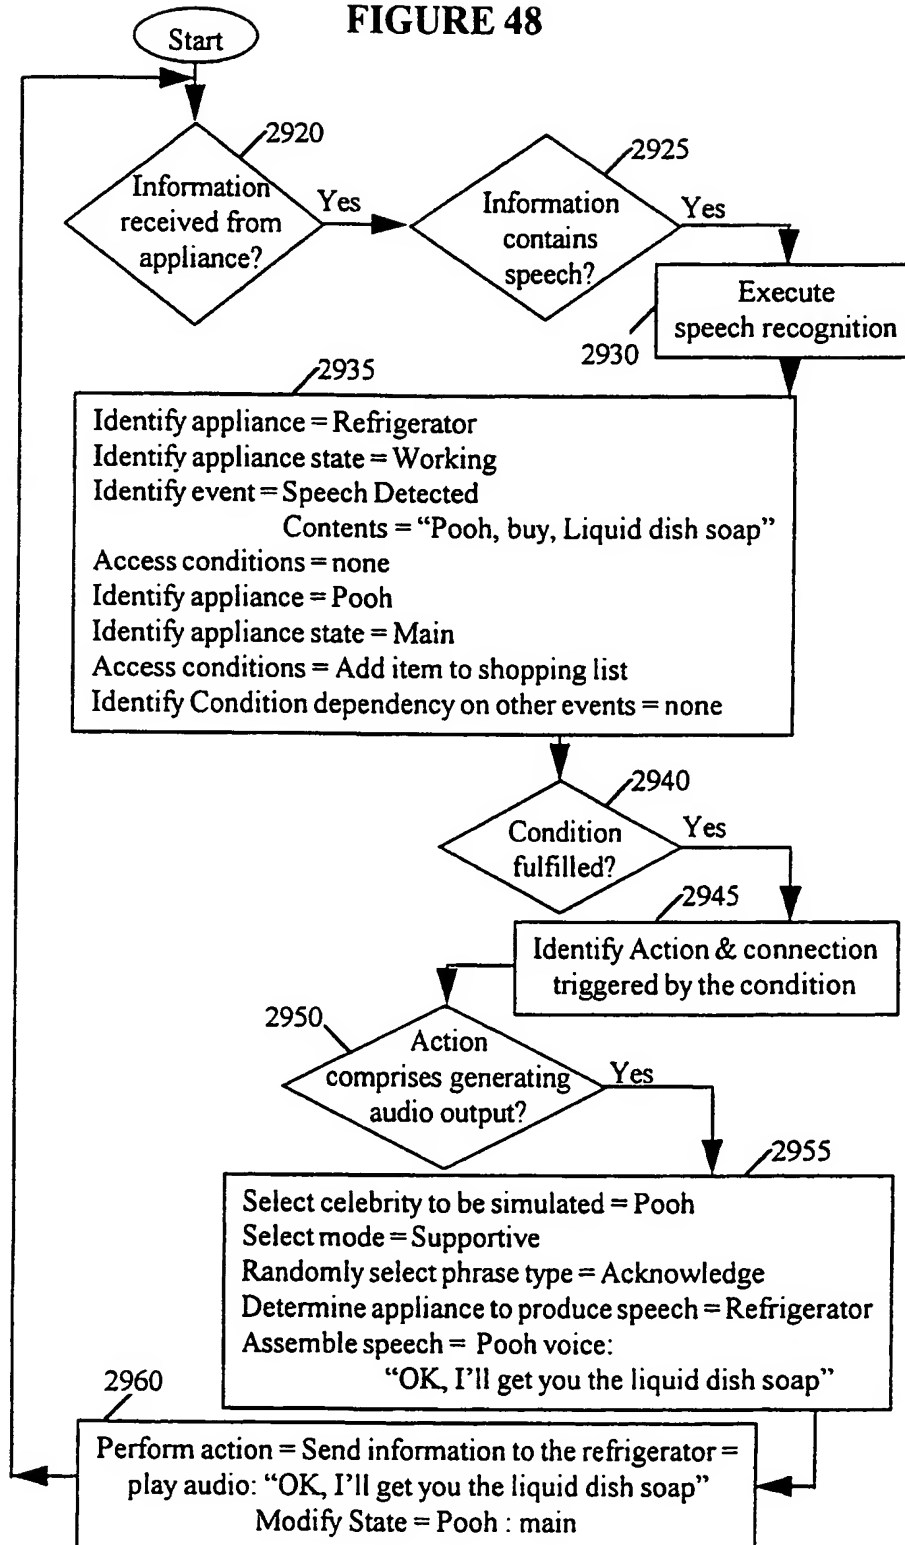 FIGURE 48
Start
2920
Information
received from
appliance?
Yes
2925
Information
contains
speech?
Yes
Execute
speech recognition
2930
2935
Identify appliance = Refrigerator
Identify appliance state = Working
Identify event = Speech Detected
Contents = “Pooh, buy, Liquid dish soap”
Access conditions = none
Identify appliance = Pooh
Identify appliance state = Main
Access conditions = Add item to shopping list
Identify Condition dependency on other events = none
2940
Condition
fulfilled?
Yes
2945
Identify Action & connection
triggered by the condition
2950
Action
comprises generating
audio output?
Yes
2955
Select celebrity to be simulated = Pooh
Select mode = Supportive
Randomly select phrase type = Acknowledge
Determine appliance to produce speech = Refrigerator
Assemble speech = Pooh voice:
“OK, I’ll get you the liquid dish soap”
2960
Perform action = Send information to the refrigerator =
play audio: “OK, I’ll get you the liquid dish soap”
Modify State = Pooh : main